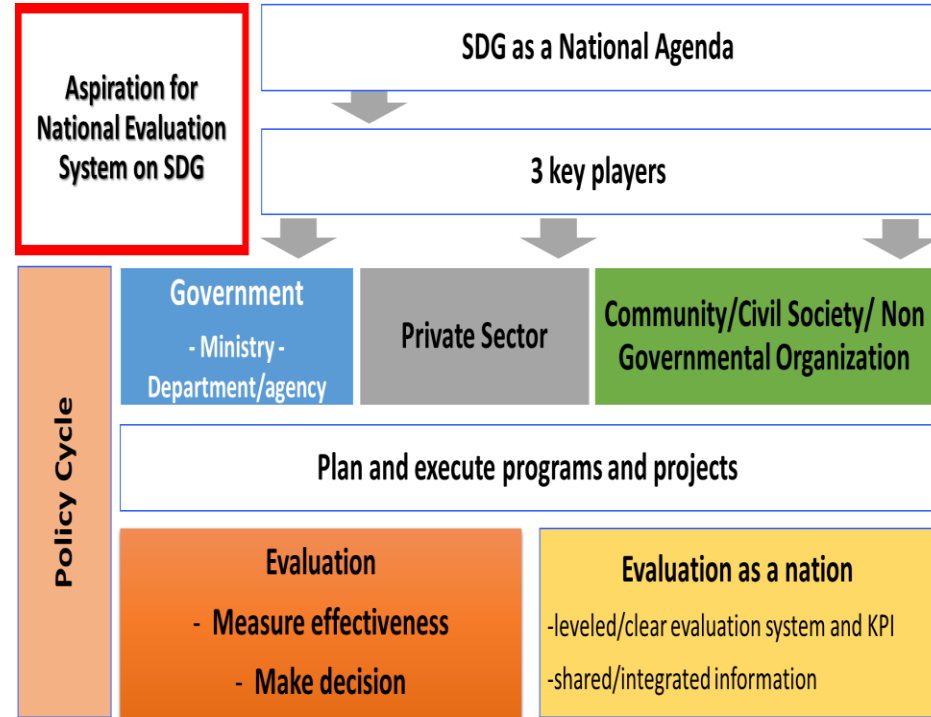 Aspiration for
National Evaluation
System on SDG
SDG as a National Agenda
3 key players
Government
- Ministry -
Department/agency
Private Sector
Community/Civil Society/ Non
Governmental Organization
Policy Cycle
Plan and execute programs and projects
Evaluation
- Measure effectiveness
- Make decision
Evaluation as a nation
-leveled/clear evaluation system and KPI
-shared/integrated information